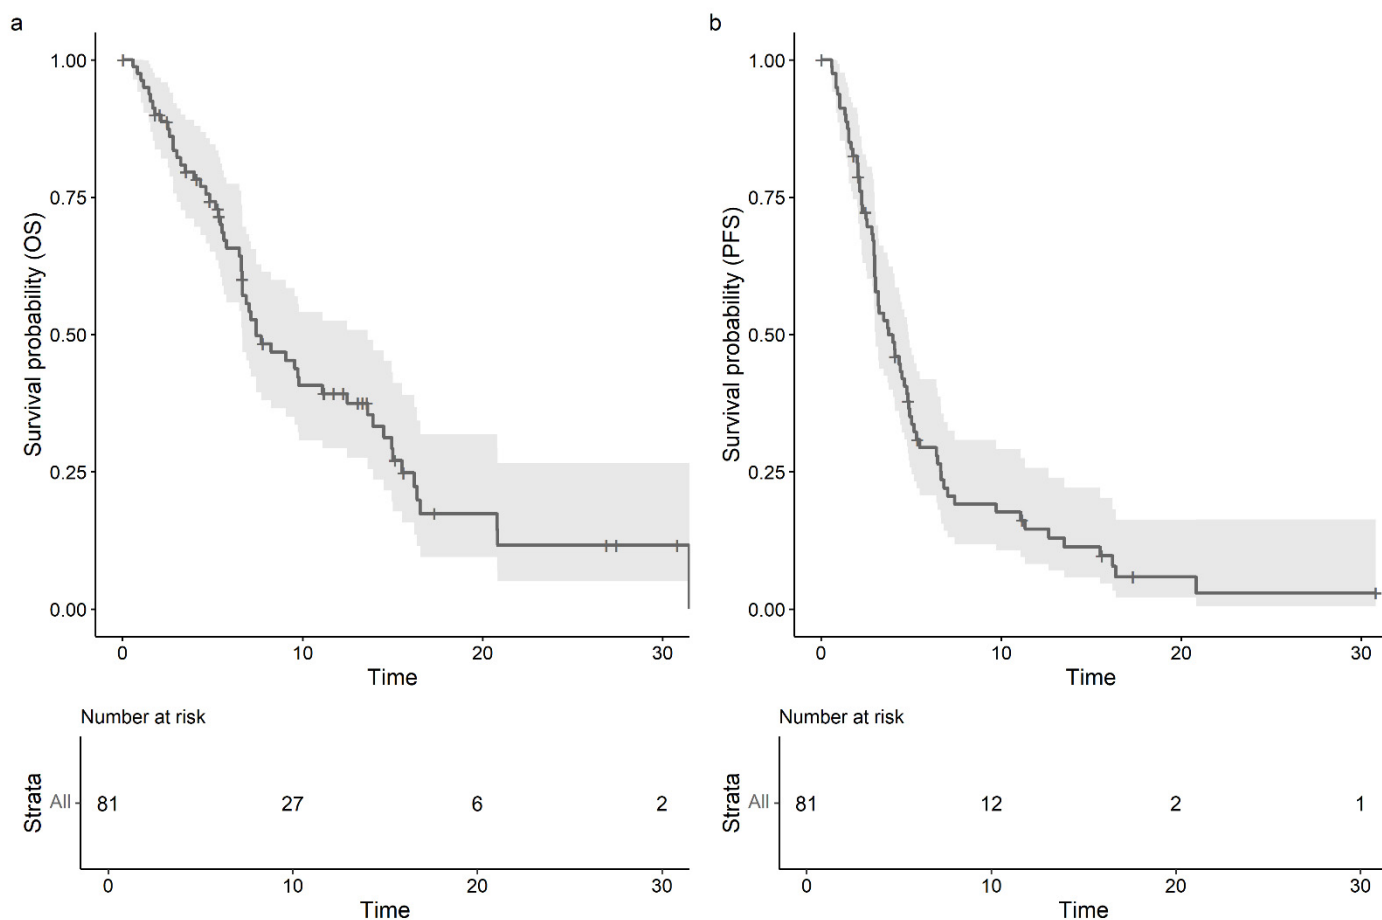 a
Survival probability (OS)
1.00
0.75
0.50
0.25
0.00
0 10 20 30
Time
Number at risk
Strata
All 81 27 6 2
0 10 20 30
Time
b
Survival probability (PFS)
1.00
0.75
0.50
0.25
0.00
0 10 20 30
Time
Number at risk
Strata
All 81 12 2 1
0 10 20 30
Time